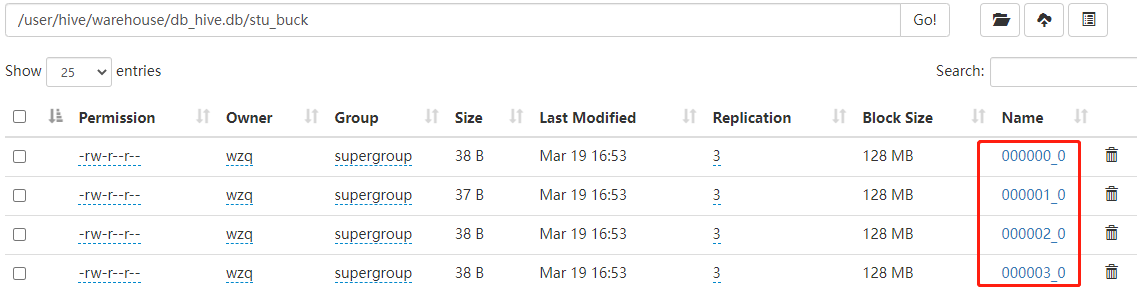 /user/hive/warehouse/db_hive.db/stu_buck Go!
Show 25 entries Search:
Permission Owner Group Size Last Modified Replication Block Size Name
-rw-r--r-- wzq supergroup 38 B Mar 19 16:53 3 128 MB 000000_0
-rw-r--r-- wzq supergroup 37 B Mar 19 16:53 3 128 MB 000001_0
-rw-r--r-- wzq supergroup 38 B Mar 19 16:53 3 128 MB 000002_0
-rw-r--r-- wzq supergroup 38 B Mar 19 16:53 3 128 MB 000003_0